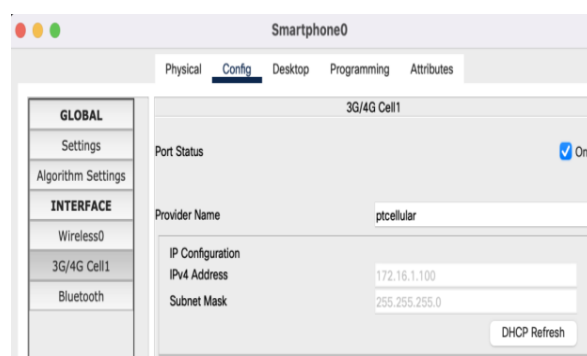 Smartphone0
Physical Config Desktop Programming Attributes
GLOBAL
Settings
Algorithm Settings
INTERFACE
Wireless0
3G/4G Cell1
Bluetooth
3G/4G Cell1
Port Status On
Provider Name ptcellular
IP Configuration
IPv4 Address 172.16.1.100
Subnet Mask 255.255.255.0
DHCP Refresh